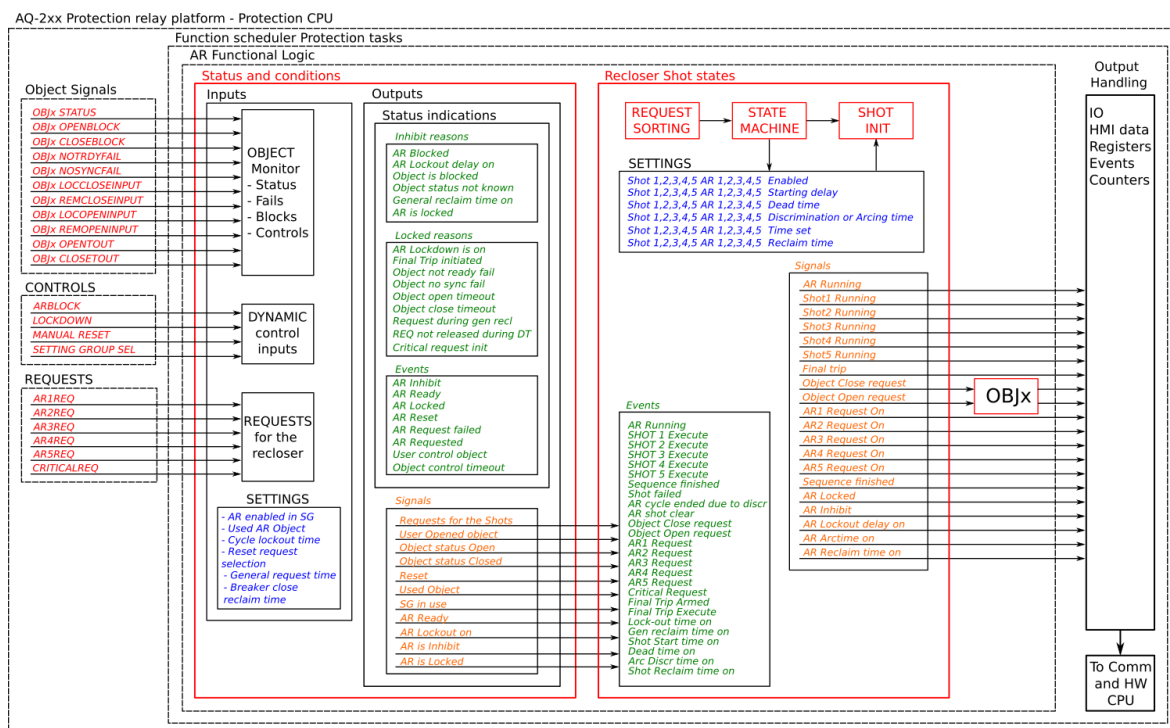 AQ-2xx Protection relay platform - Protection CPU
Function scheduler Protection tasks
AR Functional Logic
Object Signals
OBJx STATUS
OBJx OPENBLOCK
OBJx CLOSEBLOCK
OBJx NOTRDYFAIL
OBJx NOSYNCFAIL
OBJx LOCCLOSEINPUT
OBJx REMCLOSEINPUT
OBJx LOCOPENINPUT
OBJx REMOPENINPUT
OBJx OPENTOUT
OBJx CLOSETOUT
CONTROLS
ARBLOCK
LOCKDOWN
MANUAL RESET
SETTING GROUP SEL
REQUESTS
AR1REQ
AR2REQ
AR3REQ
AR4REQ
AR5REQ
CRITICALREQ
Status and conditions
Inputs
OBJECT
Monitor
- Status
- Fails
- Blocks
- Controls
DYNAMIC
control
inputs
REQUESTS
for the
recloser
SETTINGS
- AR enabled in SG
- Used AR Object
- Cycle lockout time
- Reset request
selection
- General request time
- Breaker close
reclaim time
Outputs
Status indications
Inhibit reasons
AR Blocked
AR Lockout delay on
Object is blocked
Object status not known
General reclaim time on
AR is locked
Locked reasons
AR Lockdown is on
Final Trip initiated
Object not ready fail
Object no sync fail
Object open timeout
Object close timeout
Request during gen recl
REQ not released during DT
Critical request init
Events
AR Inhibit
AR Ready
AR Locked
AR Reset
AR Request failed
AR Requested
User control object
Object control timeout
Signals
Requests for the Shots
User Opened object
Object status Open
Object status Closed
Reset
Used Object
SG in use
AR Ready
AR Lockout on
AR is Inhibit
AR is Locked
Recloser Shot states
REQUEST
SORTING
STATE
MACHINE
SHOT
INIT
SETTINGS
Shot 1,2,3,4,5 AR 1,2,3,4,5 Enabled
Shot 1,2,3,4,5 AR 1,2,3,4,5 Starting delay
Shot 1,2,3,4,5 AR 1,2,3,4,5 Dead time
Shot 1,2,3,4,5 AR 1,2,3,4,5 Discrimination or Arcing time
Shot 1,2,3,4,5 AR 1,2,3,4,5 Time set
Shot 1,2,3,4,5 AR 1,2,3,4,5 Reclaim time
Events
AR Running
SHOT 1 Execute
SHOT 2 Execute
SHOT 3 Execute
SHOT 4 Execute
SHOT 5 Execute
Sequence finished
Shot failed
AR cycle ended due to discr
AR shot clear
Object Close request
Object Open request
AR1 Request
AR2 Request
AR3 Request
AR4 Request
AR5 Request
Critical Request
Final Trip Armed
Final Trip Execute
Lock-out time on
Gen reclaim time on
Shot Start time on
Dead time on
Arc Discr time on
Shot Reclaim time on
Signals
AR Running
Shot1 Running
Shot2 Running
Shot3 Running
Shot4 Running
Shot5 Running
Final trip
Object Close request
Object Open request
AR1 Request On
AR2 Request On
AR3 Request On
AR4 Request On
AR5 Request On
Sequence finished
AR Locked
AR Inhibit
AR Lockout delay on
AR Arctime on
AR Reclaim time on
OBJx
Output
Handling
IO
HMI data
Registers
Events
Counters
To Comm
and HW
CPU